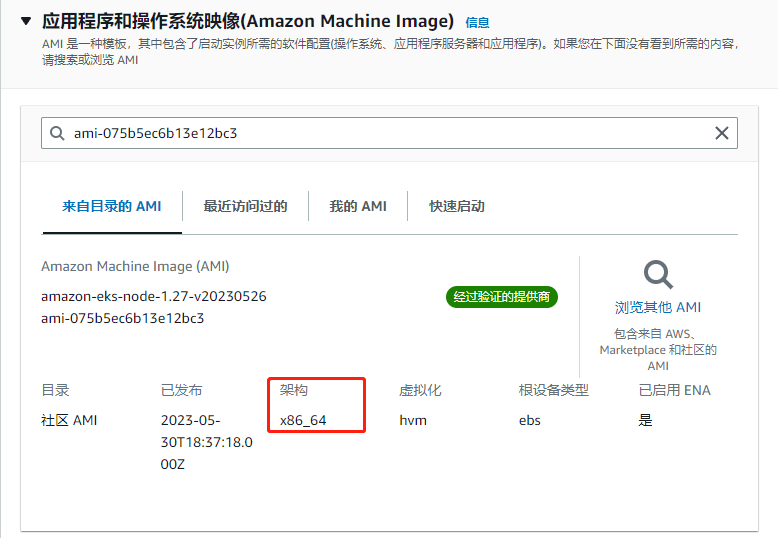 应用程序和操作系统映像(Amazon Machine Image) 信息
AMI 是一种模板，其中包含了启动实例所需的软件配置(操作系统、应用程序服务器和应用程序)。如果您在下面没有看到所需的内容，
请搜索或浏览 AMI
ami-075b5ec6b13e12bc3
来自目录的 AMI 最近访问过的 我的 AMI 快速启动
Amazon Machine Image (AMI)
amazon-eks-node-1.27-v20230526
ami-075b5ec6b13e12bc3
经过验证的提供商
浏览其他 AMI
包含来自 AWS、
Marketplace 和社区的
AMI
目录 已发布 架构 虚拟化 根设备类型 已启用 ENA
社区 AMI 2023-05- x86_64 hvm ebs 是
30T18:37:18.0
00Z